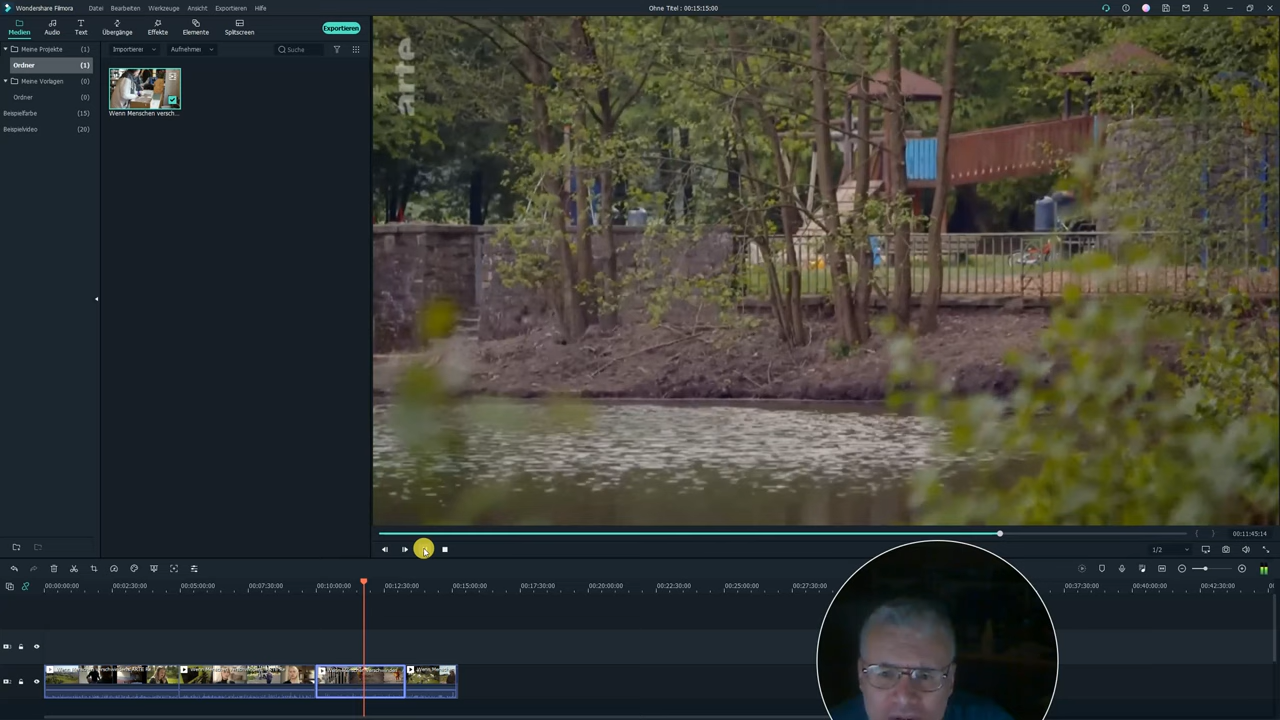 Wondershare Filmora
Datei
Bearbeiten
Werkzeuge
Ansicht
Exportieren
Hilfe
Ohne Titel : 00:15:15:00
Medien
Audio
Text
Übergänge
Effekte
Elemente
Splitscreen
Exportieren
Meine Projekte (1)
Ordner (1)
Meine Vorlagen (0)
Ordner (0)
Beispielfarbe (15)
Beispielvideo (20)
Suche
Wenn Menschen versch...
arte
1/2
00:11:45:14
00:00:00:00
00:02:30:00
00:05:00:00
00:07:30:00
00:10:00:00
00:12:30:00
00:15:00:00
00:17:30:00
00:20:00:00
00:22:30:00
00:25:00:00
00:27:30:00
00:37:30:00
00:40:00:00
00:42:30:00